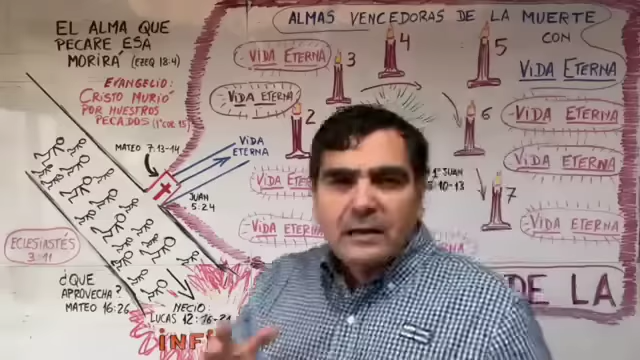 EL ALMA QUE
PECARE ESA
MORIRÁ" (EZEQ 18:4)
EVANGELIO:
CRISTO MURIÓ
POR NUESTROS
PECADOS (1ªCOR 15)
MATEO 7:13-14
VIDA
ETERNA
JUAN
5:24
ECLESIASTÉS
3:11
¿QUE
APROVECHA?
MATEO 16:26
NECIO
LUCAS 12:16-21
ALMAS VENCEDORAS DE LA MUERTE
CON
VIDA ETERNA
VIDA ETERNA
VIDA ETERNA
2
3
4
5
6
7
VIDA ETERNA
VIDA ETERNA
VIDA ETERNA
VIDA
VIDA ETERNA
1ª JUAN
10-13
DE LA